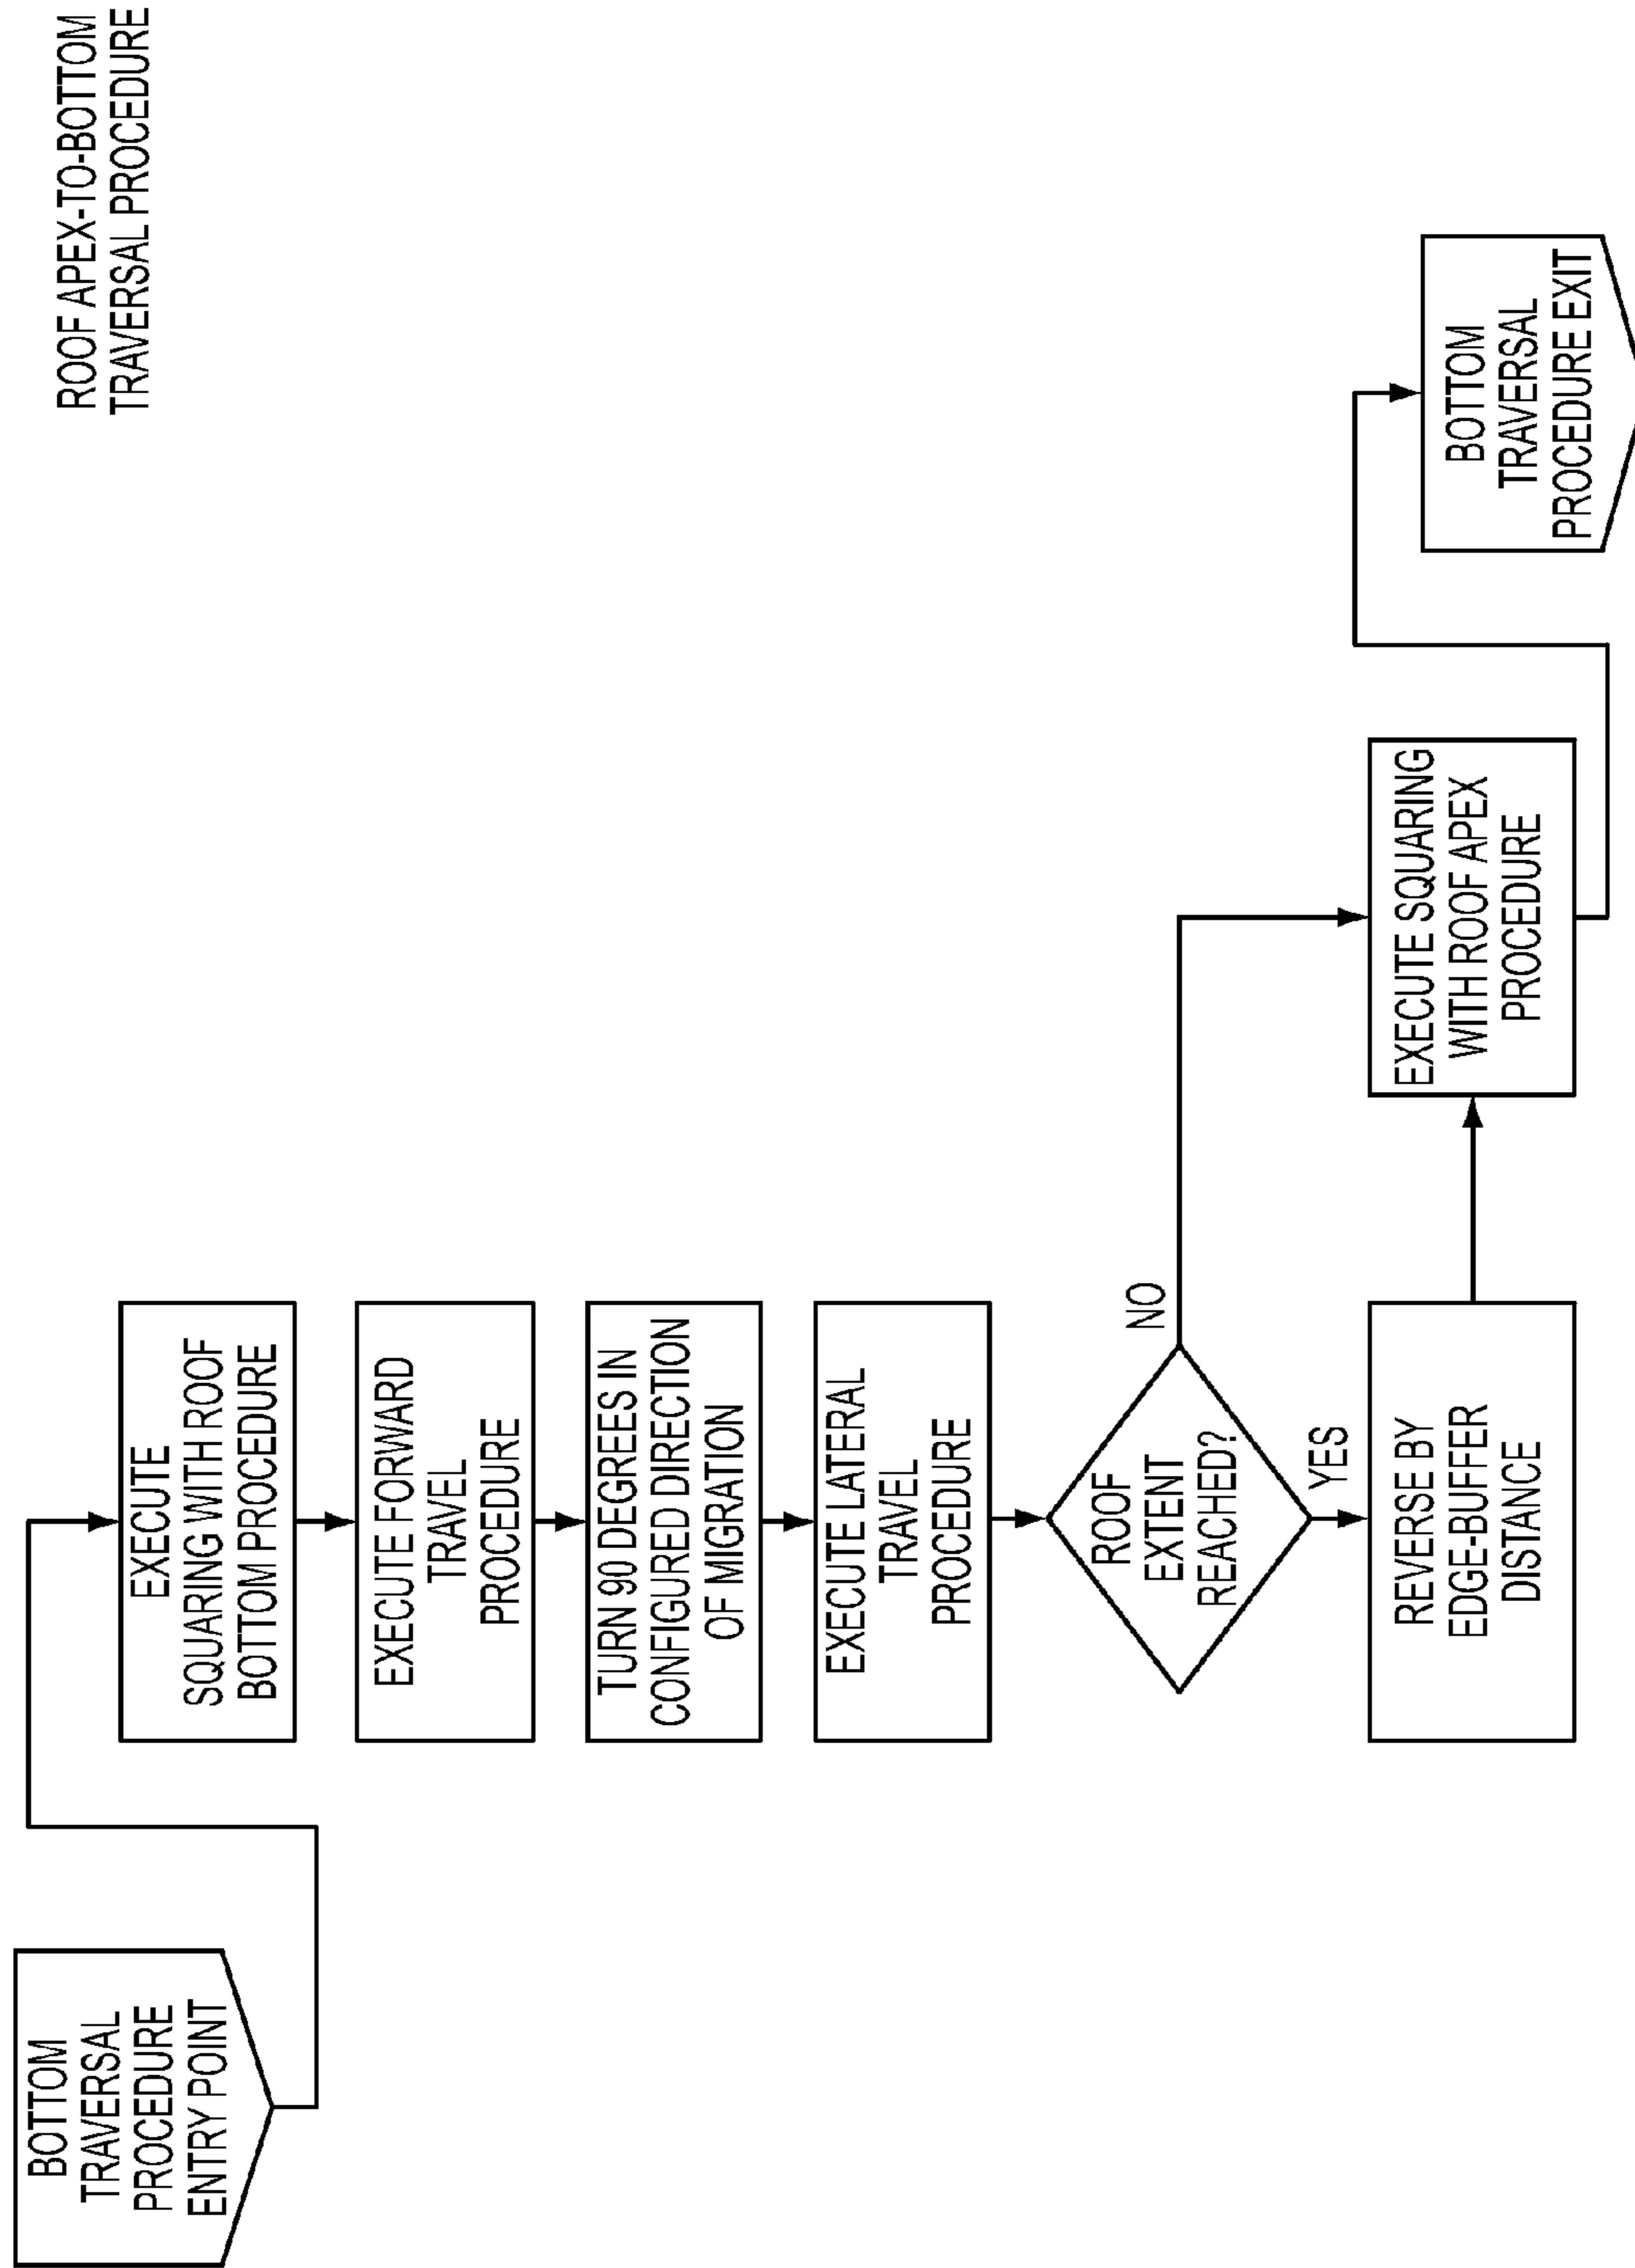 ROOF APEX-TO-BOTTOM
TRAVERSAL PROCEDURE
BOTTOM
TRAVERSAL
PROCEDURE
ENTRY POINT
EXECUTE
SQUARING WITH ROOF
BOTTOM PROCEDURE
EXECUTE FORWARD
TRAVEL
PROCEDURE
TURN 90 DEGREES IN
CONFIGURED DIRECTION
OF MIGRATION
EXECUTE LATERAL
TRAVEL
PROCEDURE
ROOF
EXTENT
REACHED?
NO
YES
REVERSE BY
EDGE-BUFFER
DISTANCE
EXECUTE SQUARING
WITH ROOF APEX
PROCEDURE
BOTTOM
TRAVERSAL
PROCEDURE EXIT